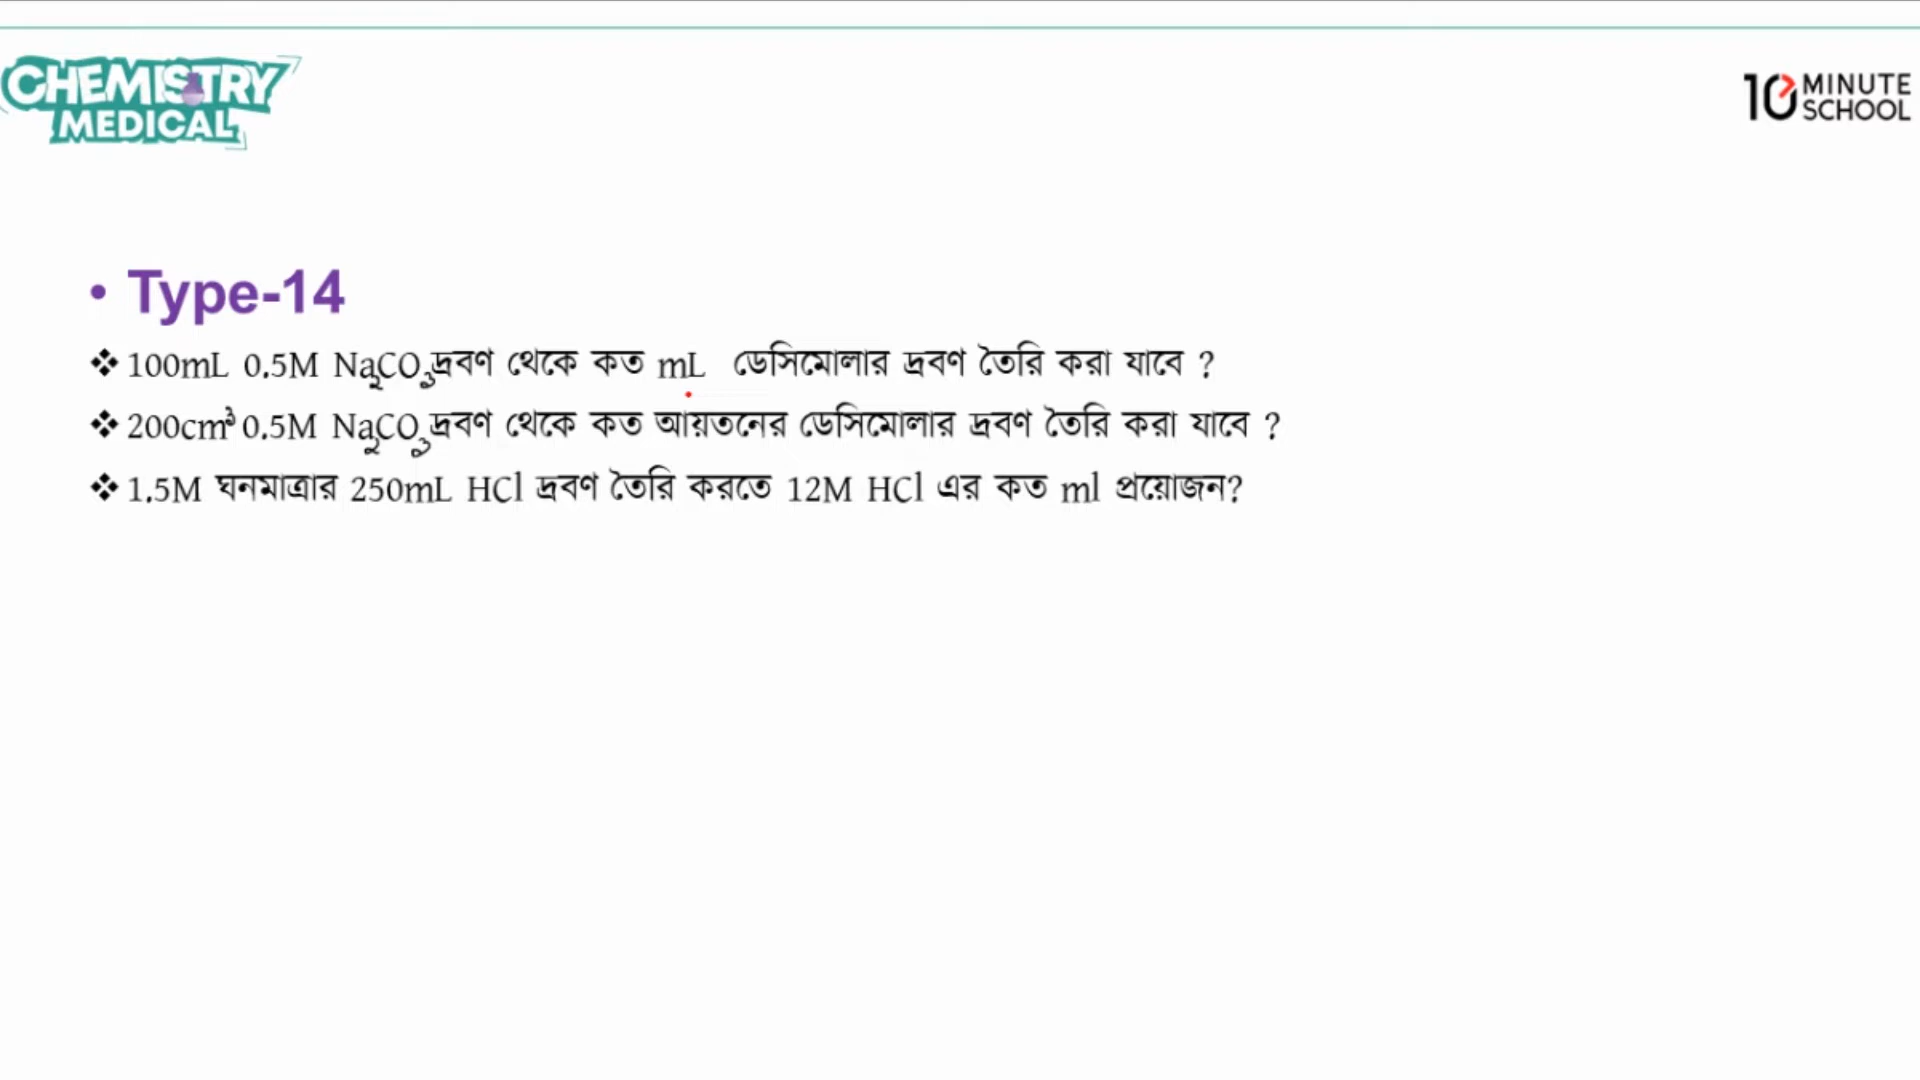 CHEMISTRY
MEDICAL
10 MINUTE
SCHOOL
• Type-14
❖ 100mL 0.5M Na₂CO₃দ্রবণ থেকে কত mL ডেসিমোলার দ্রবণ তৈরি করা যাবে ?
❖ 200cm³ 0.5M Na₂CO₃দ্রবণ থেকে কত আয়তনের ডেসিমোলার দ্রবণ তৈরি করা যাবে ?
❖ 1.5M ঘনমাত্রার 250mL HCl দ্রবণ তৈরি করতে 12M HCl এর কত ml প্রয়োজন?